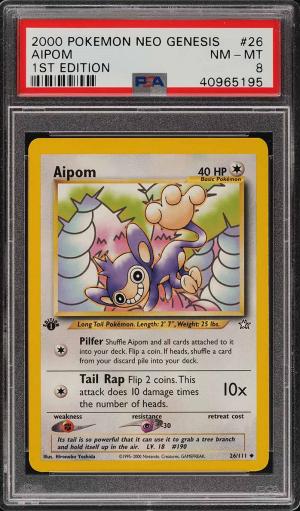 2000 POKEMON NEO GENESIS #26
AIPOM NM - MT
1ST EDITION 8
PSA 40965195
Aipom 40 HP
Basic Pokémon
Long Tail Pokémon. Length: 2' 7", Weight: 25 lbs.
Pilfer Shuffle Aipom and all cards attached to it
into your deck. Flip a coin. If heads, shuffle a card
from your discard pile into your deck.
Tail Rap Flip 2 coins. This
attack does 10 damage times 10x
the number of heads.
weakness resistance retreat cost
-30
Its tail is so powerful that it can use it to grab a tree branch
and hold itself up in the air. LV. 18 #190
Illus. Hironobu Yoshida ©1995-2000 Nintendo, Creatures, GAMEFREAK. 26/111